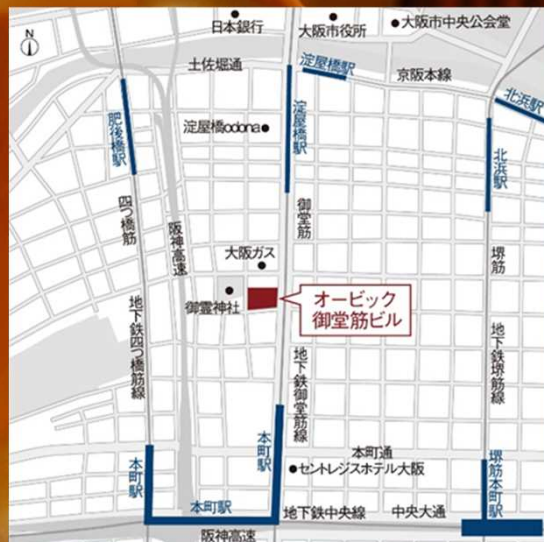 N
日本銀行
大阪市役所
大阪市中央公会堂
土佐堀通
淀屋橋駅
京阪本線
北浜駅
肥後橋駅
淀屋橋odona
淀屋橋駅
北浜駅
四つ橋筋
阪神高速
御堂筋
堺筋
大阪ガス
御霊神社
オービック
御堂筋ビル
地下鉄四つ橋筋線
地下鉄御堂筋線
地下鉄堺筋線
本町駅
本町駅
本町通
セントレジスホテル大阪
堺筋本町駅
本町駅
地下鉄中央線
中央大通
阪神高速